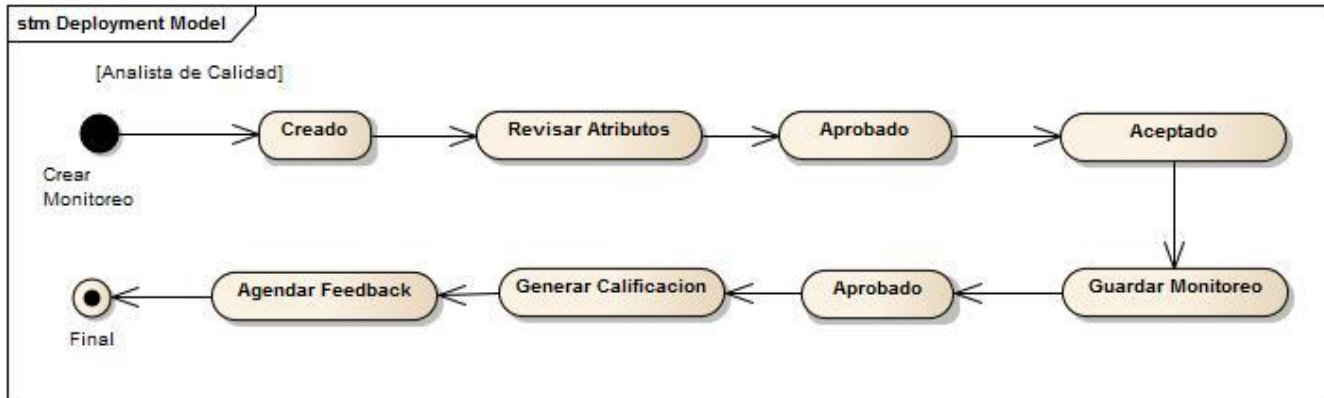 stm Deployment Model
[Analista de Calidad]
Crear
Monitoreo
Creado
Revisar Atributos
Aprobado
Aceptado
Guardar Monitoreo
Aprobado
Generar Calificacion
Agendar Feedback
Final